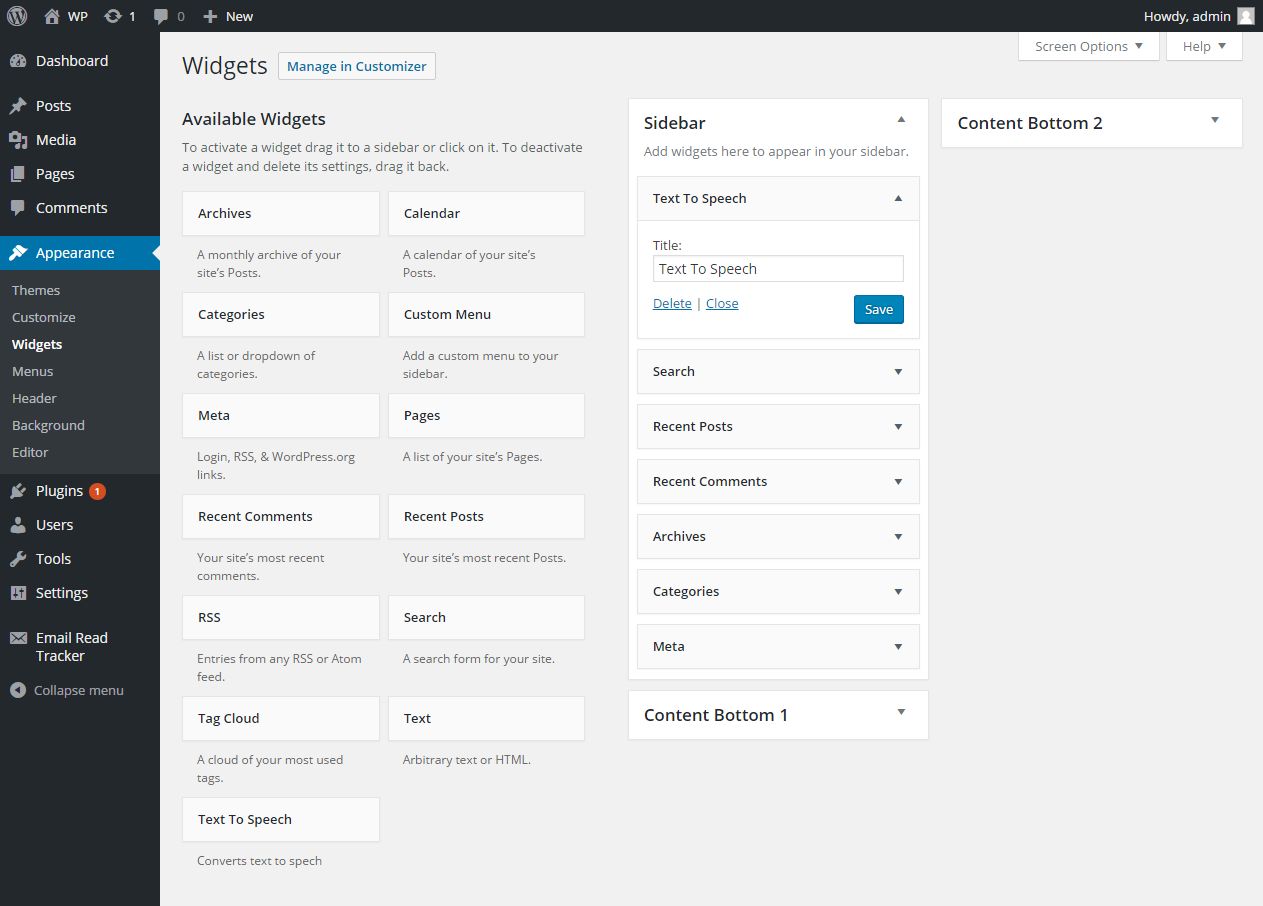 WP
1
0
New
Howdy, admin
Dashboard
Posts
Media
Pages
Comments
Appearance
Themes
Customize
Widgets
Menus
Header
Background
Editor
Plugins 1
Users
Tools
Settings
Email Read
Tracker
Collapse menu
Screen Options
Help
Widgets
Manage in Customizer
Available Widgets
To activate a widget drag it to a sidebar or click on it. To deactivate
a widget and delete its settings, drag it back.
Archives
A monthly archive of your
site’s Posts.
Calendar
A calendar of your site’s
Posts.
Categories
A list or dropdown of
categories.
Custom Menu
Add a custom menu to your
sidebar.
Meta
Login, RSS, & WordPress.org
links.
Pages
A list of your site’s Pages.
Recent Comments
Your site’s most recent
comments.
Recent Posts
Your site’s most recent Posts.
RSS
Entries from any RSS or Atom
feed.
Search
A search form for your site.
Tag Cloud
A cloud of your most used
tags.
Text
Arbitrary text or HTML.
Text To Speech
Converts text to spech
Sidebar
Add widgets here to appear in your sidebar.
Text To Speech
Title:
Text To Speech
Delete | Close
Save
Search
Recent Posts
Recent Comments
Archives
Categories
Meta
Content Bottom 1
Content Bottom 2